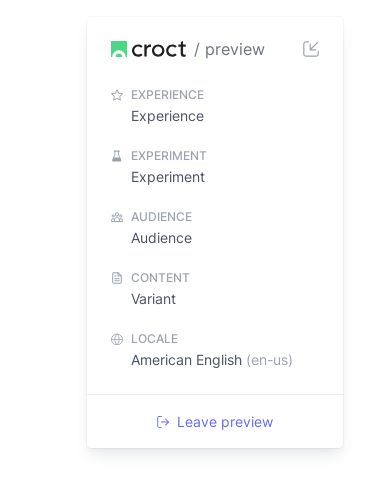 croct / preview
EXPERIENCE
Experience
EXPERIMENT
Experiment
AUDIENCE
Audience
CONTENT
Variant
LOCALE
American English (en-us)
Leave preview